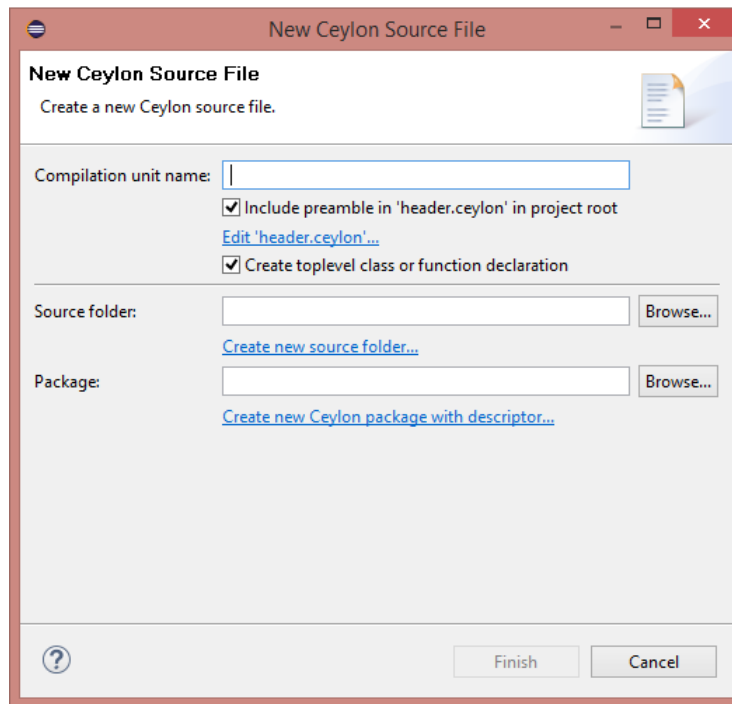 New Ceylon Source File
New Ceylon Source File
Create a new Ceylon source file.
Compilation unit name:
Include preamble in 'header.ceylon' in project root
Edit 'header.ceylon'...
Create toplevel class or function declaration
Source folder: Browse...
Create new source folder...
Package: Browse...
Create new Ceylon package with descriptor...
Finish Cancel